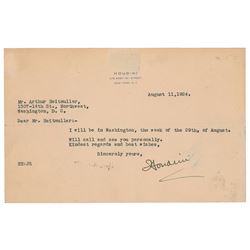 HOUDINI
August 11,1924.
Mr. Arthur Heitmuller,
1307-14th St., Northwest,
Washington, D. C.
Dear Mr. Heitmuller:-
I will be in Washington, the week of the 29th, of August.
Will call and see you personally.
Kindest regards and best wishes,
Sincerely yours,
Houdini